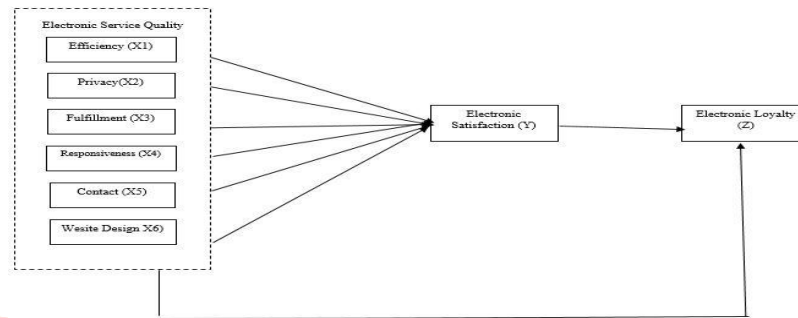 Electronic Service Quality
Efficiency (X1)
Privacy(X2)
Fulfillment (X3)
Responsiveness (X4)
Contact (X5)
Wesite Design X6)
Electronic
Satisfaction (Y)
Electronic Loyalty
(Z)